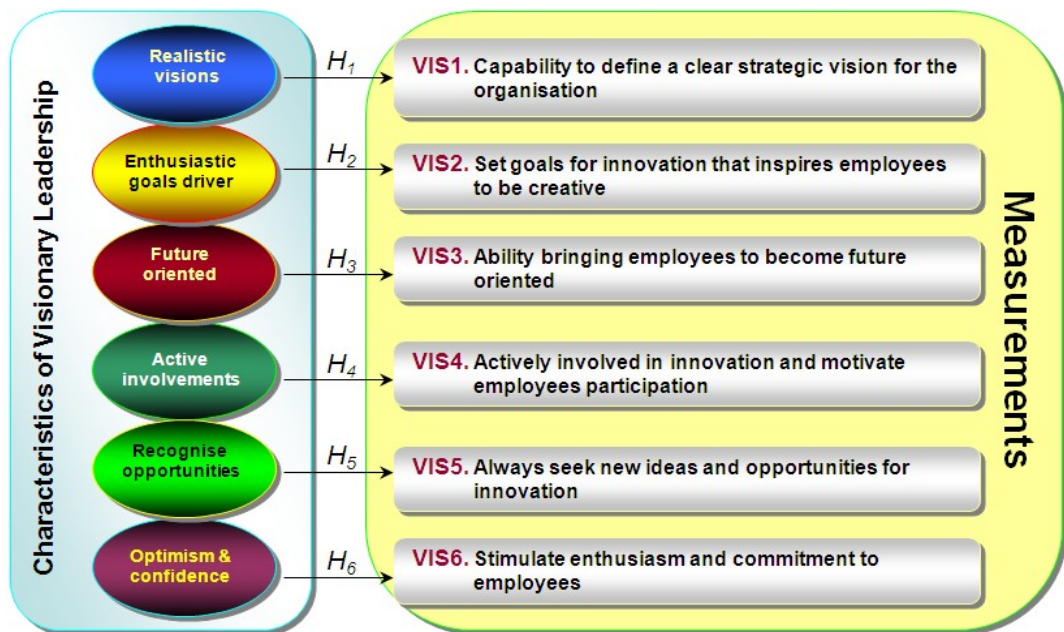 Characteristics of Visionary Leadership
Realistic
visions
H1
VIS1. Capability to define a clear strategic vision for the
organisation
Enthusiastic
goals driver
H2
VIS2. Set goals for innovation that inspires employees
to be creative
Future
oriented
H3
VIS3. Ability bringing employees to become future
oriented
Active
involvements
H4
VIS4. Actively involved in innovation and motivate
employees participation
Recognise
opportunities
H5
VIS5. Always seek new ideas and opportunities for
innovation
Optimism &
confidence
H6
VIS6. Stimulate enthusiasm and commitment to
employees
Measurements